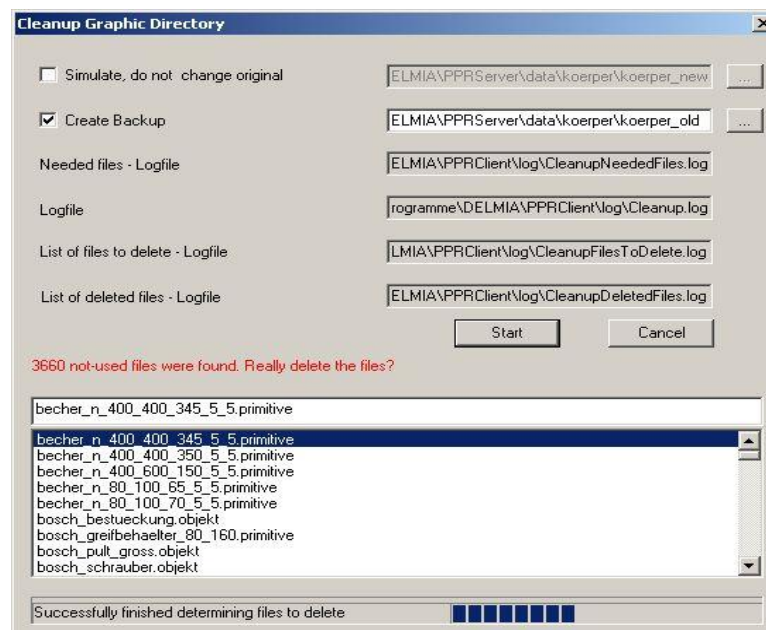 Cleanup Graphic Directory
Simulate, do not change original ELMIA\PPRServer\data\koerper\koerper_new ...
Create Backup ELMIA\PPRServer\data\koerper\koerper_old ...
Needed files - Logfile ELMIA\PPRClient\log\CleanupNeededFiles.log
Logfile rogramme\DELMIA\PPRClient\log\Cleanup.log
List of files to delete - Logfile LMIA\PPRClient\log\CleanupFilesToDelete.log
List of deleted files - Logfile ELMIA\PPRClient\log\CleanupDeletedFiles.log
Start Cancel
3660 not-used files were found. Really delete the files?
becher_n_400_400_345_5_5.primitive
becher_n_400_400_345_5_5.primitive
becher_n_400_400_350_5_5.primitive
becher_n_400_600_150_5_5.primitive
becher_n_80_100_65_5_5.primitive
becher_n_80_100_70_5_5.primitive
bosch_bestueckung.objekt
bosch_greifbehaelter_80_160.primitive
bosch_pult_gross.objekt
bosch_schrauber.objekt
Successfully finished determining files to delete